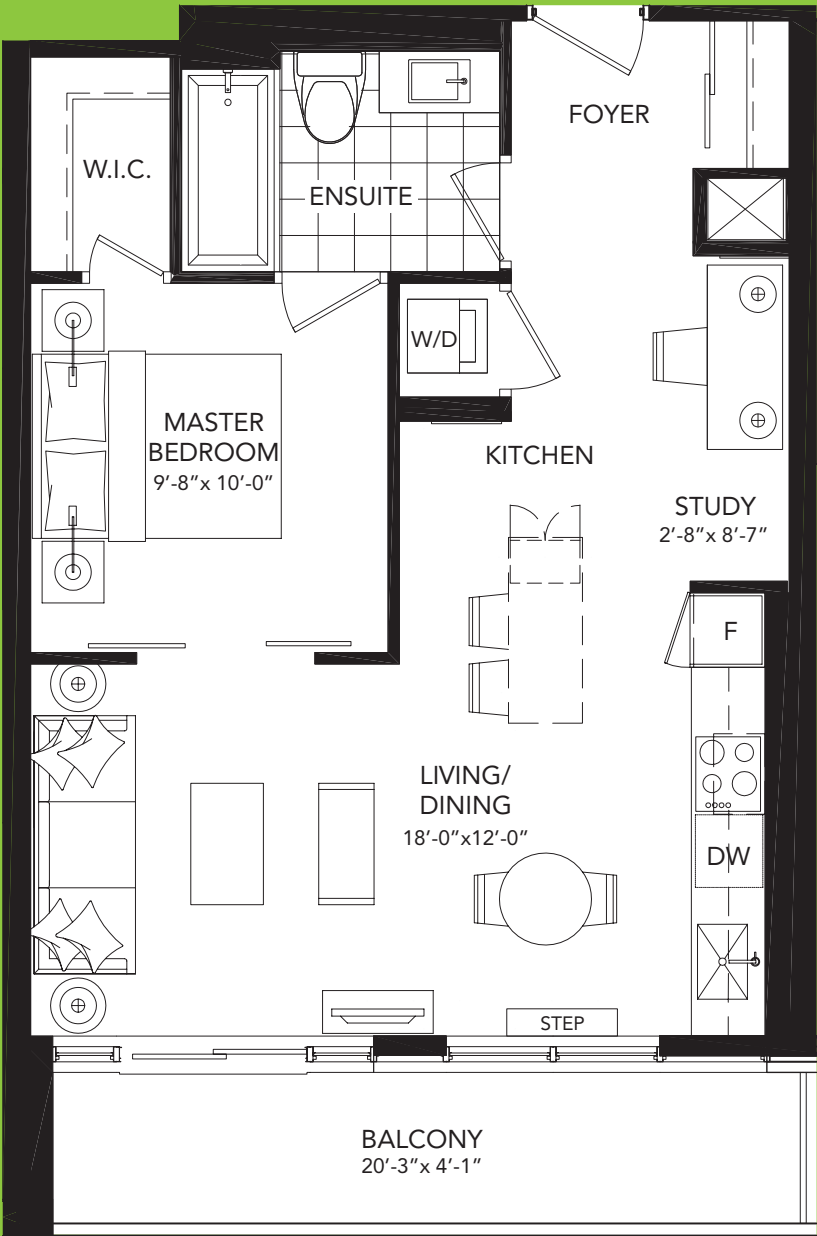 FOYER
W.I.C.
ENSUITE
W/D
MASTER
BEDROOM
9'-8"x 10'-0"
KITCHEN
STUDY
2'-8"x 8'-7"
F
LIVING/
DINING
18'-0"x12'-0"
DW
STEP
BALCONY
20'-3"x 4'-1"